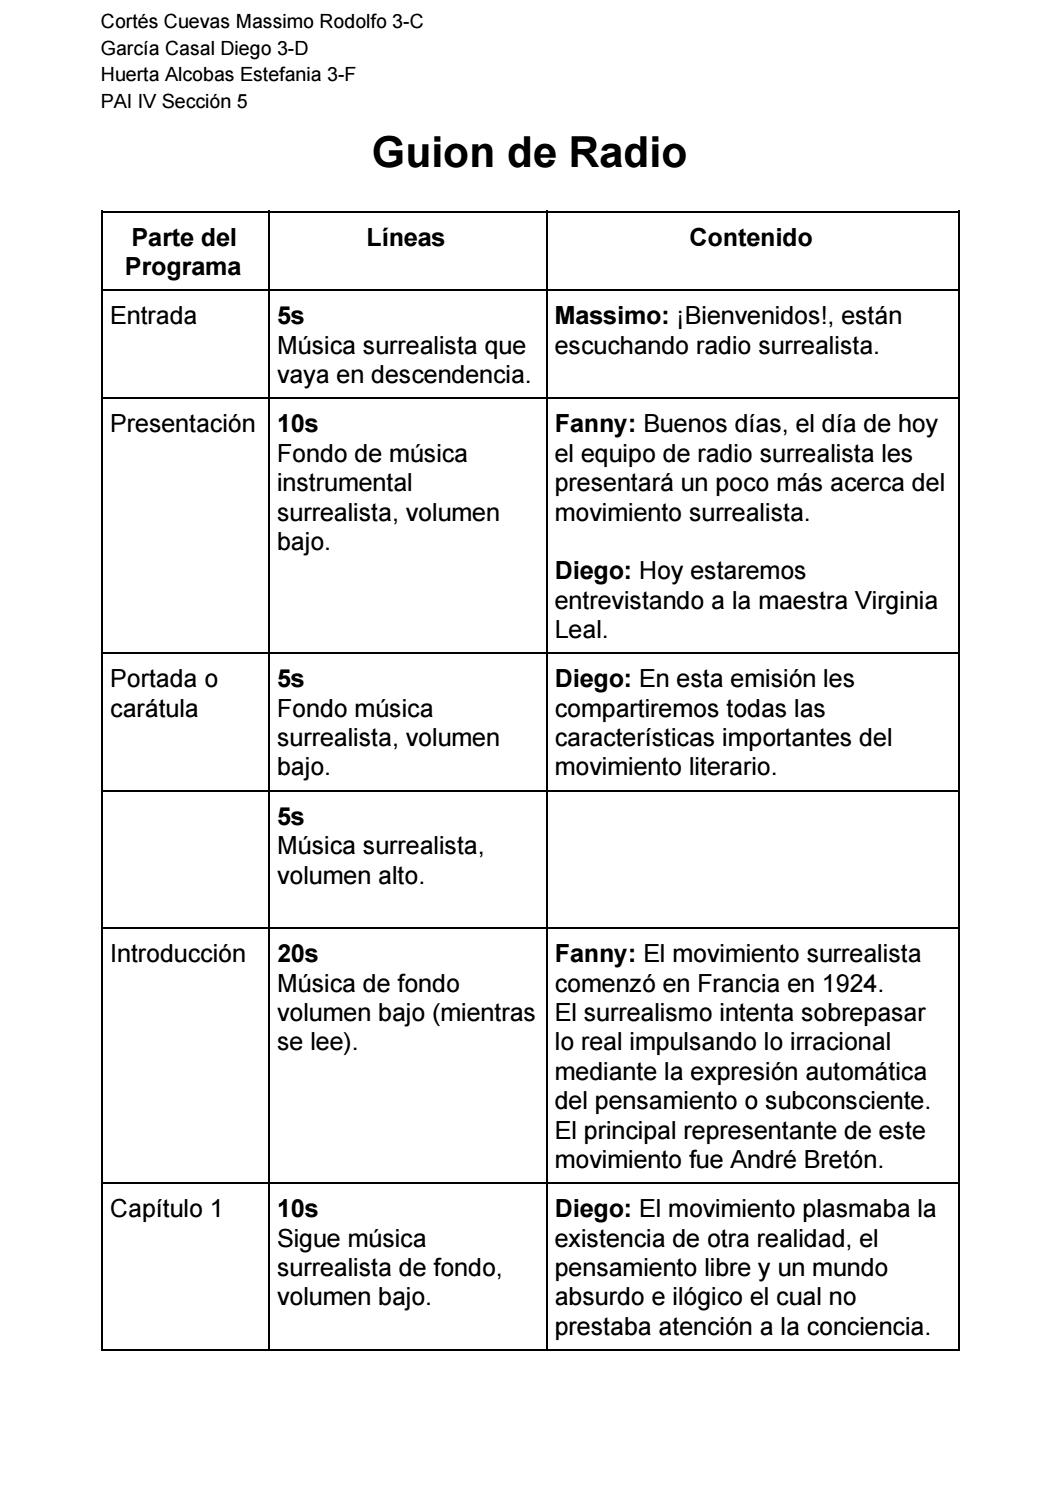 Cortés Cuevas Massimo Rodolfo 3-C
García Casal Diego 3-D
Huerta Alcobas Estefania 3-F
PAI IV Sección 5
Guion de Radio
Parte del
Programa
Líneas
Contenido
Entrada
5s
Música surrealista que
vaya en descendencia.
Massimo: ¡Bienvenidos!, están
escuchando radio surrealista.
Presentación
10s
Fondo de música
instrumental
surrealista, volumen
bajo.
Fanny: Buenos días, el día de hoy
el equipo de radio surrealista les
presentará un poco más acerca del
movimiento surrealista.
Diego: Hoy estaremos
entrevistando a la maestra Virginia
Leal.
Portada o
carátula
5s
Fondo música
surrealista, volumen
bajo.
Diego: En esta emisión les
compartiremos todas las
características importantes del
movimiento literario.
5s
Música surrealista,
volumen alto.
Introducción
20s
Música de fondo
volumen bajo (mientras
se lee).
Fanny: El movimiento surrealista
comenzó en Francia en 1924.
El surrealismo intenta sobrepasar
lo real impulsando lo irracional
mediante la expresión automática
del pensamiento o subconsciente.
El principal representante de este
movimiento fue André Bretón.
Capítulo 1
10s
Sigue música
surrealista de fondo,
volumen bajo.
Diego: El movimiento plasmaba la
existencia de otra realidad, el
pensamiento libre y un mundo
absurdo e ilógico el cual no
prestaba atención a la conciencia.